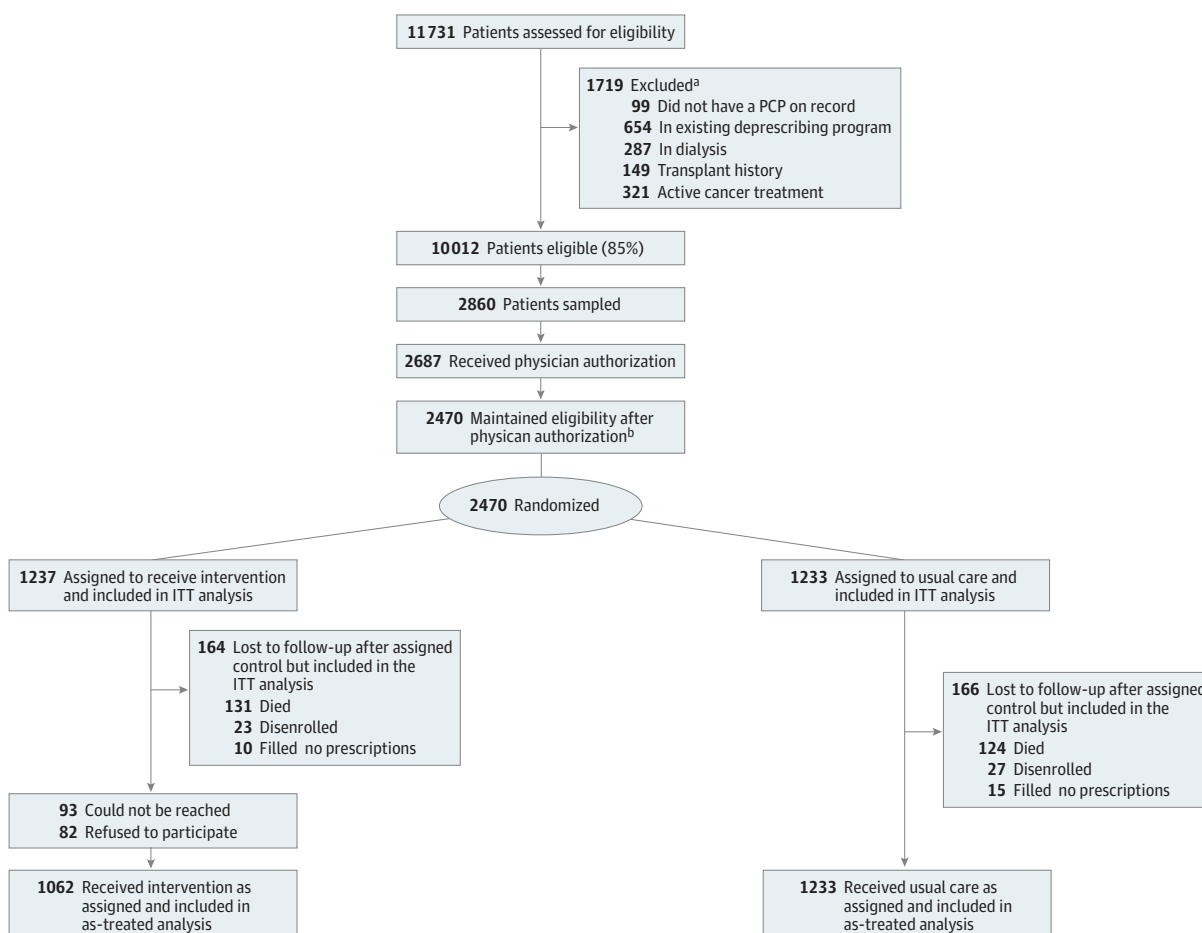 11731 Patients assessed for eligibility
1719 Excludedᵃ
99 Did not have a PCP on record
654 In existing deprescribing program
287 In dialysis
149 Transplant history
321 Active cancer treatment
10012 Patients eligible (85%)
2860 Patients sampled
2687 Received physician authorization
2470 Maintained eligibility after
physican authorizationᵇ
2470 Randomized
1237 Assigned to receive intervention
and included in ITT analysis
164 Lost to follow-up after assigned
control but included in the
ITT analysis
131 Died
23 Disenrolled
10 Filled no prescriptions
93 Could not be reached
82 Refused to participate
1062 Received intervention as
assigned and included in
as-treated analysis
1233 Assigned to usual care and
included in ITT analysis
166 Lost to follow-up after assigned
control but included in the
ITT analysis
124 Died
27 Disenrolled
15 Filled no prescriptions
1233 Received usual care as
assigned and included in
as-treated analysis